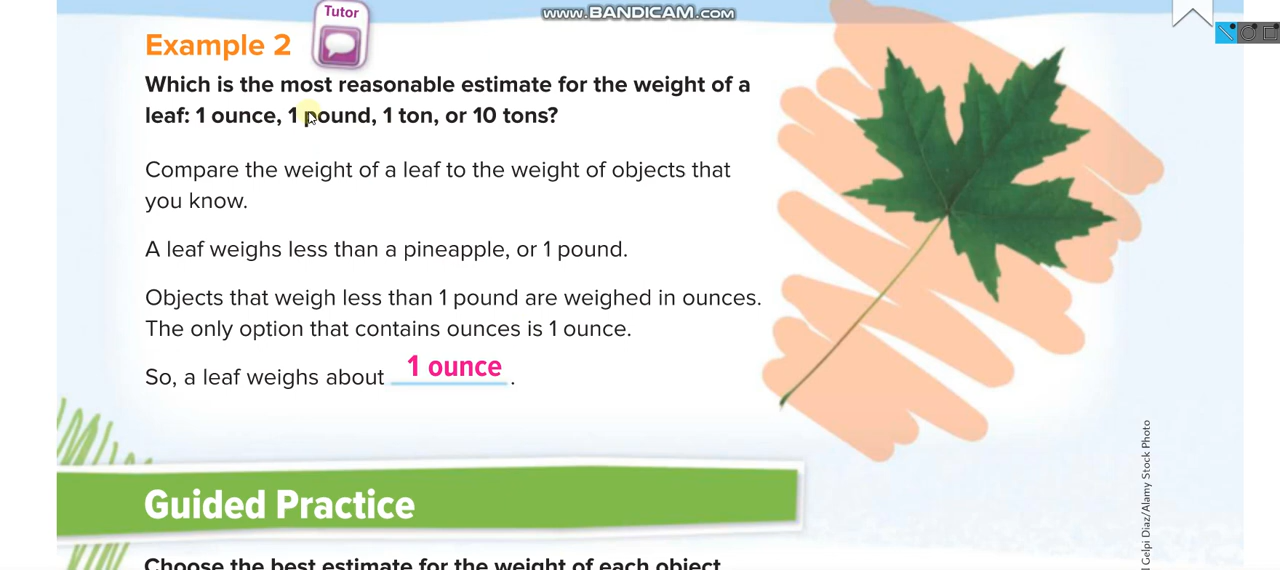 www.BANDICAM.com
Tutor
Example 2
Which is the most reasonable estimate for the weight of a
leaf: 1 ounce, 1 pound, 1 ton, or 10 tons?
Compare the weight of a leaf to the weight of objects that
you know.
A leaf weighs less than a pineapple, or 1 pound.
Objects that weigh less than 1 pound are weighed in ounces.
The only option that contains ounces is 1 ounce.
So, a leaf weighs about 1 ounce.
Gelpi Diaz/Alamy Stock Photo
Guided Practice
Choose the best estimate for the weight of each object